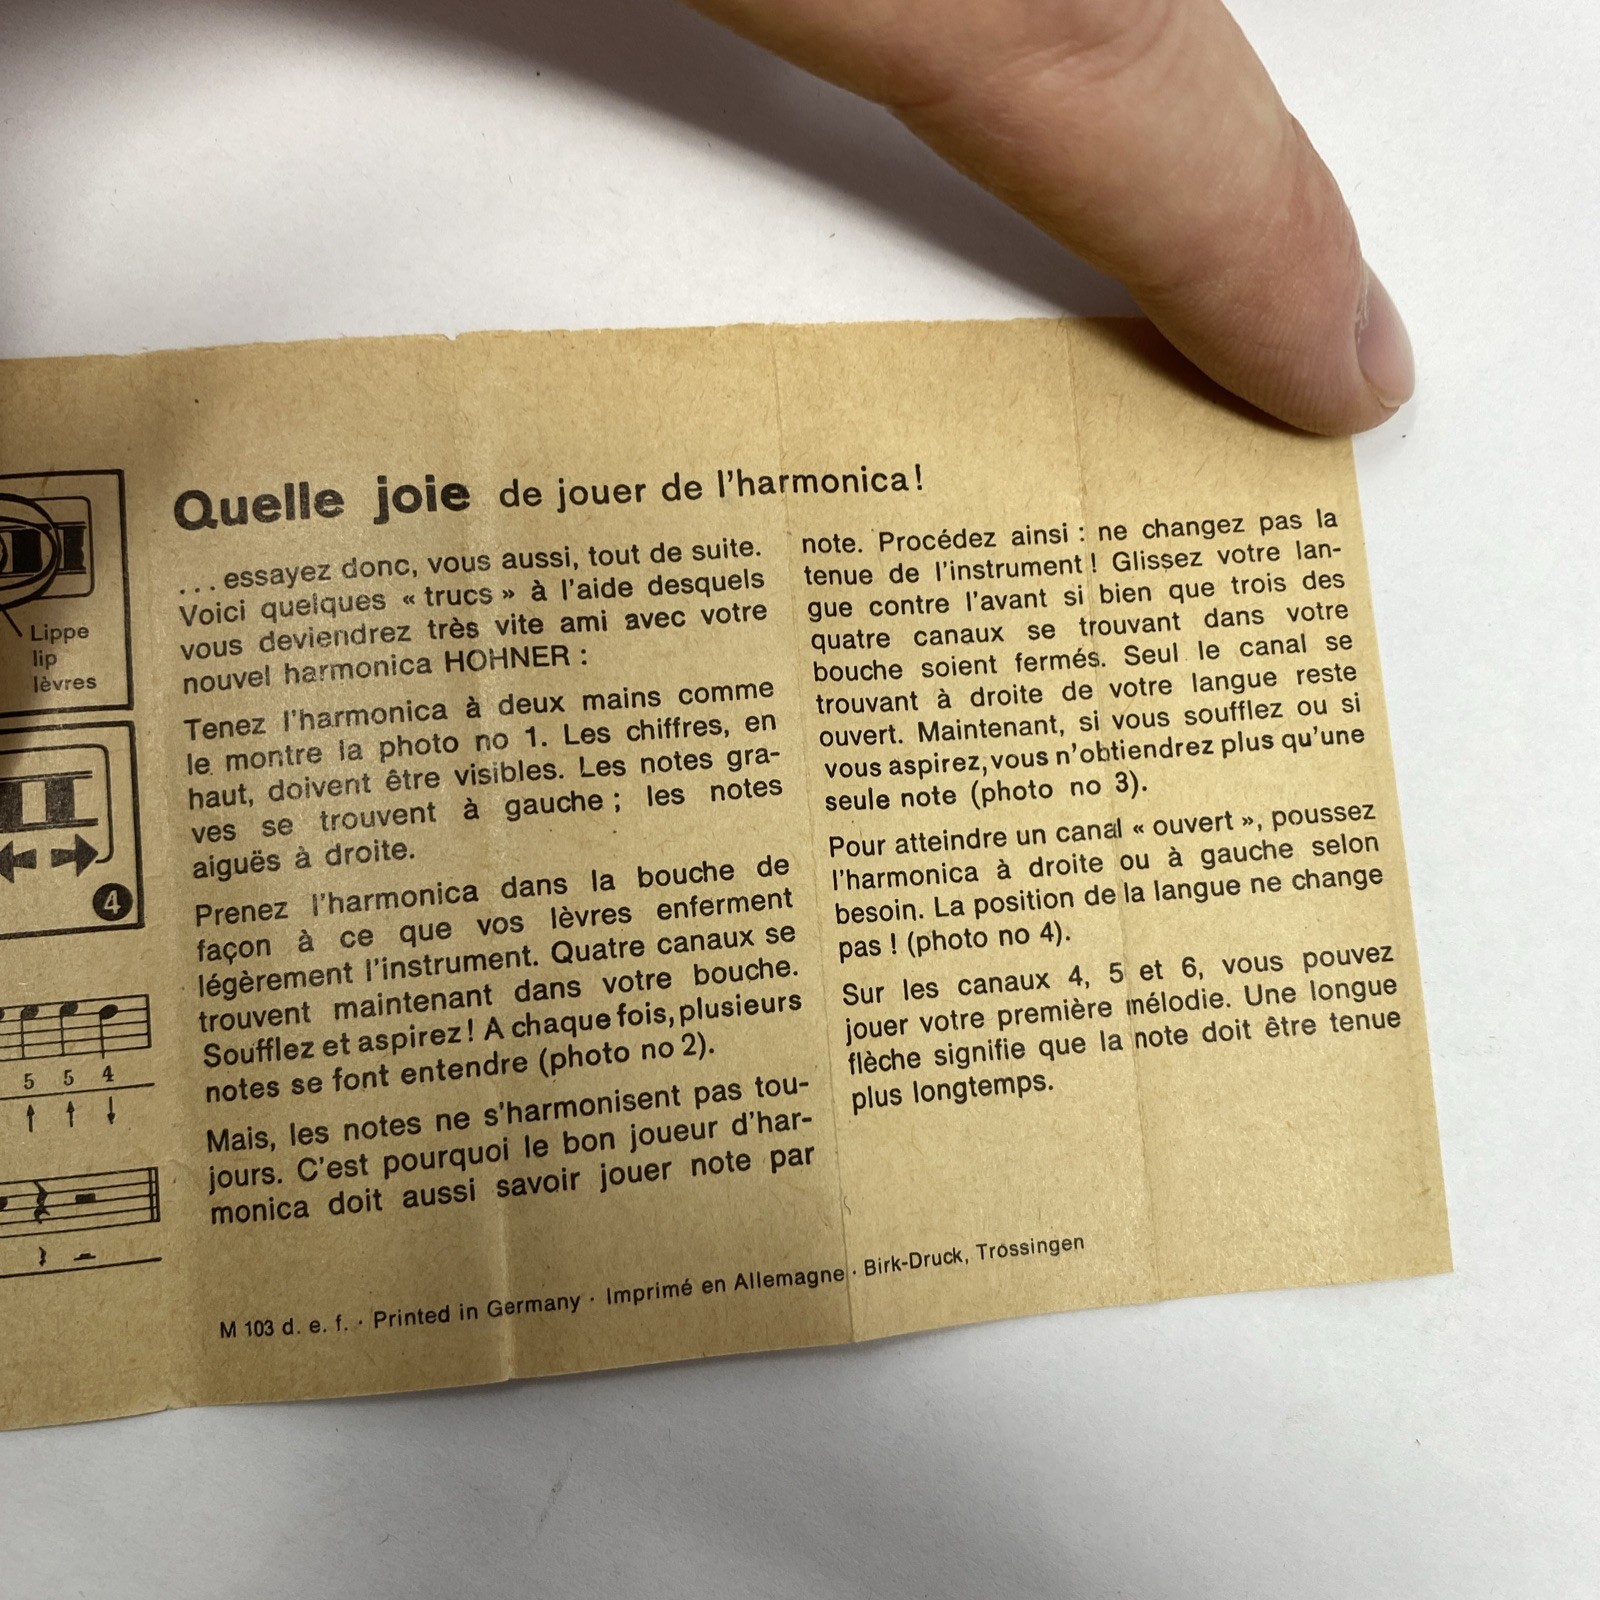 Lippe
lip
lèvres
4
5 5 4
Quelle joie de jouer de l'harmonica!
...essayez donc, vous aussi, tout de suite.
Voici quelques « trucs » à l'aide desquels
vous deviendrez très vite ami avec votre
nouvel harmonica HOHNER :
Tenez l'harmonica à deux mains comme
le montre la photo no 1. Les chiffres, en
haut, doivent être visibles. Les notes gra-
ves se trouvent à gauche ; les notes
aiguës à droite.
Prenez l'harmonica dans la bouche de
façon à ce que vos lèvres enferment
légèrement l'instrument. Quatre canaux se
trouvent maintenant dans votre bouche.
Soufflez et aspirez ! A chaque fois, plusieurs
notes se font entendre (photo no 2).
Mais, les notes ne s'harmonisent pas tou-
jours. C'est pourquoi le bon joueur d'har-
monica doit aussi savoir jouer note par
note. Procédez ainsi : ne changez pas la
tenue de l'instrument ! Glissez votre lan-
gue contre l'avant si bien que trois des
quatre canaux se trouvant dans votre
bouche soient fermés. Seul le canal se
trouvant à droite de votre langue reste
ouvert. Maintenant, si vous soufflez ou si
vous aspirez, vous n'obtiendrez plus qu'une
seule note (photo no 3).
Pour atteindre un canal « ouvert », poussez
l'harmonica à droite ou à gauche selon
besoin. La position de la langue ne change
pas ! (photo no 4).
Sur les canaux 4, 5 et 6, vous pouvez
jouer votre première mélodie. Une longue
flèche signifie que la note doit être tenue
plus longtemps.
M 103 d. e. f. · Printed in Germany · Imprimé en Allemagne · Birk-Druck, Trossingen